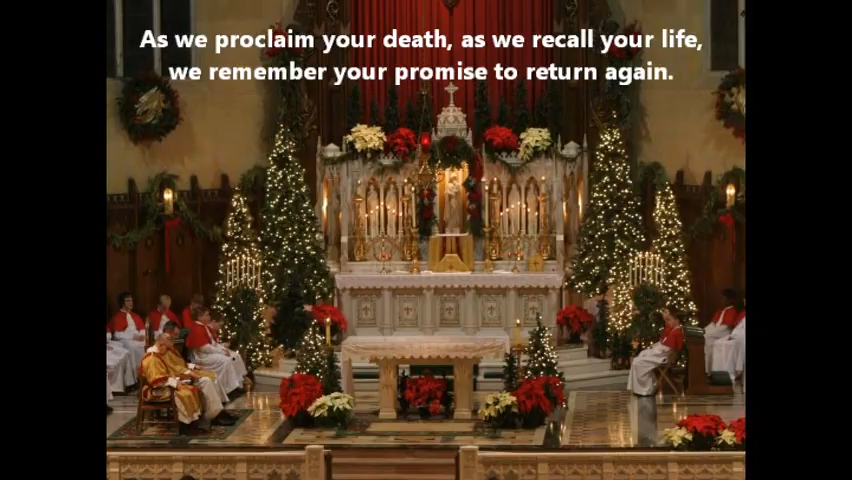 As we proclaim your death, as we recall your life,
we remember your promise to return again.